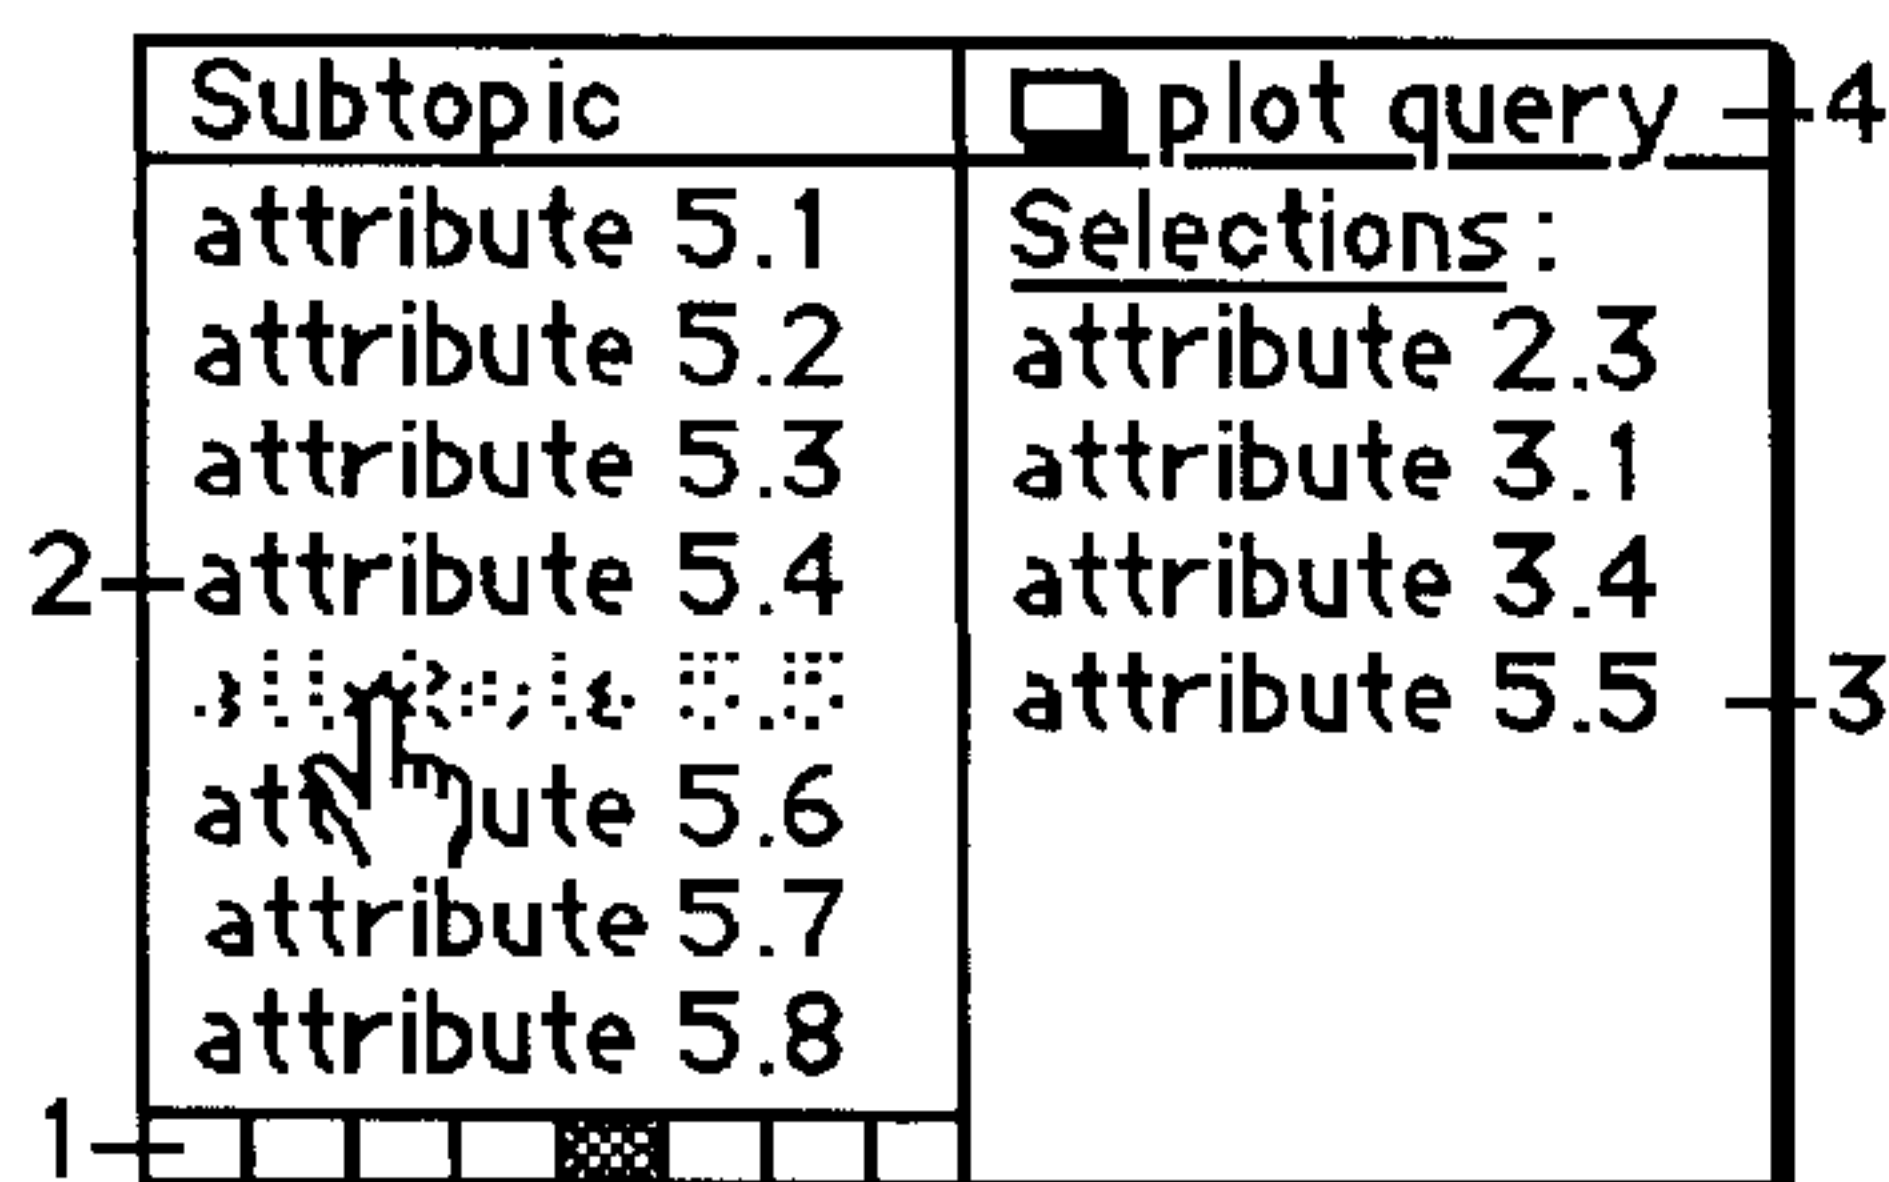 Subtopic
plot query
4
attribute 5.1
Selections:
attribute 5.2
attribute 2.3
attribute 5.3
attribute 3.1
2
attribute 5.4
attribute 3.4
attribute 5.5
3
ute 5.6
attribute 5.7
attribute 5.8
1